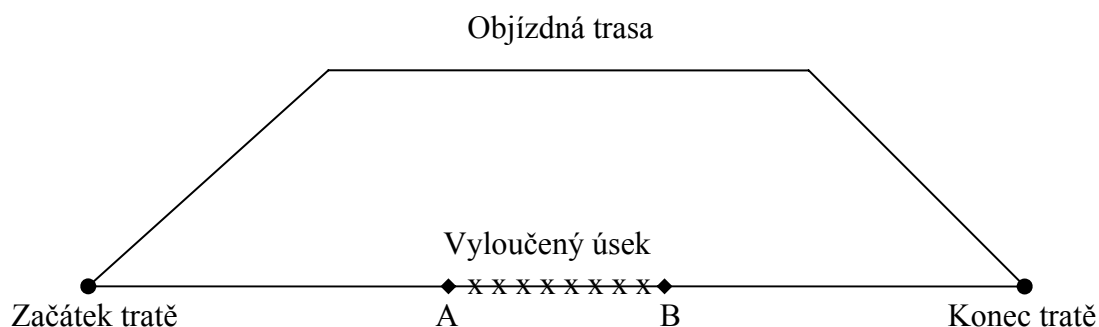 Objízdná trasa
Vyloučený úsek
x x x x x x x x
Začátek tratě A B Konec tratě